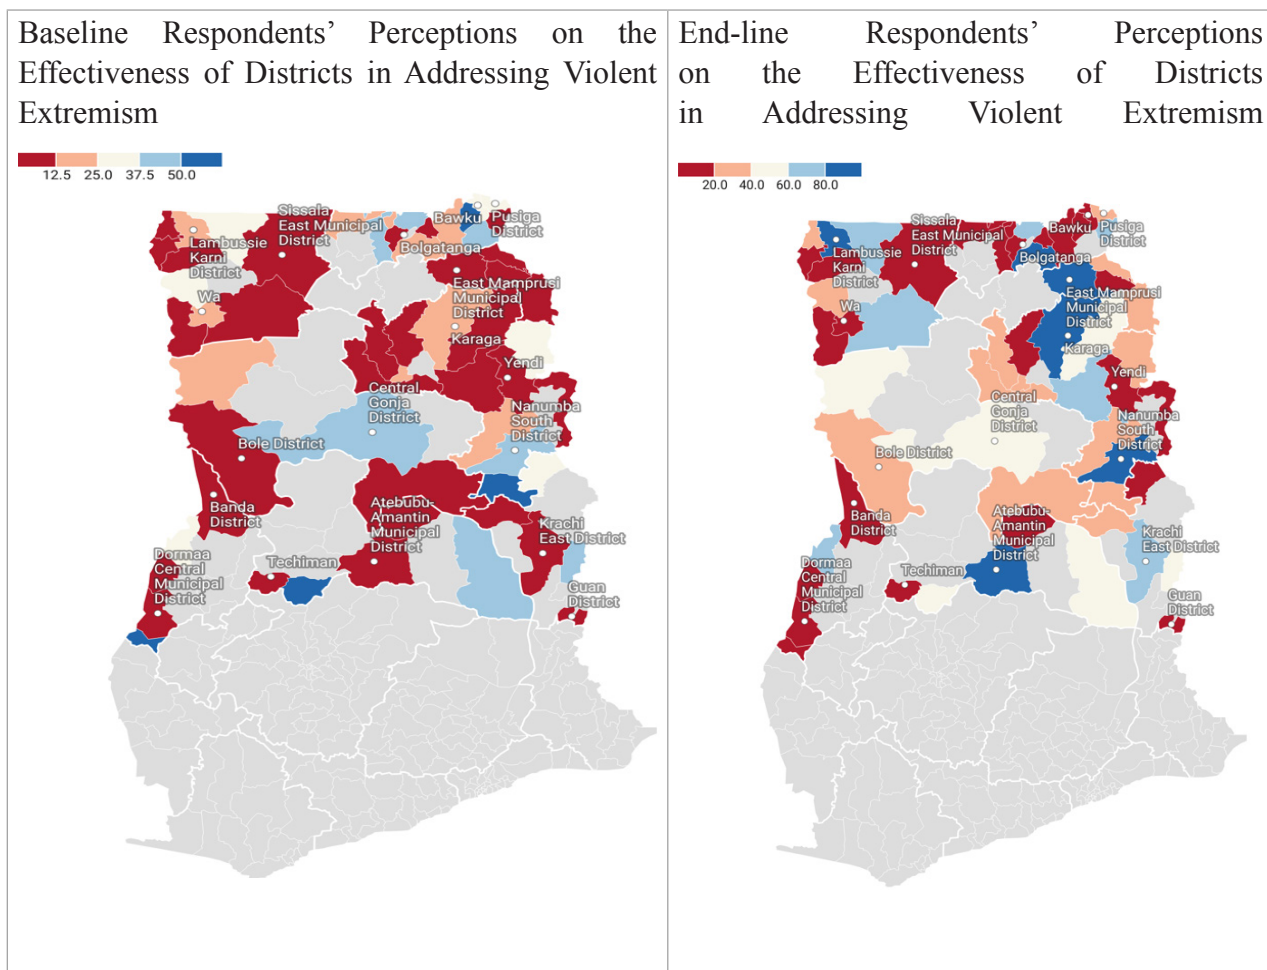 Baseline Respondents’ Perceptions on the
Effectiveness of Districts in Addressing Violent
Extremism
12.5 25.0 37.5 50.0
Sissala
East Municipal
District
Bawku
Pusiga
District
Lambussie
Karni
District
Bolgatanga
East Mamprusi
Municipal
District
Wa
Karaga
Yendi
Central
Gonja
District
Nanumba
South
District
Bole District
Banda
District
Atebubu-
Amantin
Municipal
District
Krachi
East District
Dormaa
Central
Municipal
District
Techiman
Guan
District
End-line Respondents’ Perceptions
on the Effectiveness of Districts
in Addressing Violent Extremism
20.0 40.0 60.0 80.0
Sissala
East Municipal
District
Bawku
Pusiga
District
Lambussie
Karni
District
Bolgatanga
East Mamprusi
Municipal
District
Wa
Karaga
Yendi
Central
Gonja
District
Nanumba
South
District
Bole District
Banda
District
Atebubu-
Amantin
Municipal
District
Krachi
East District
Dormaa
Central
Municipal
District
Techiman
Guan
District